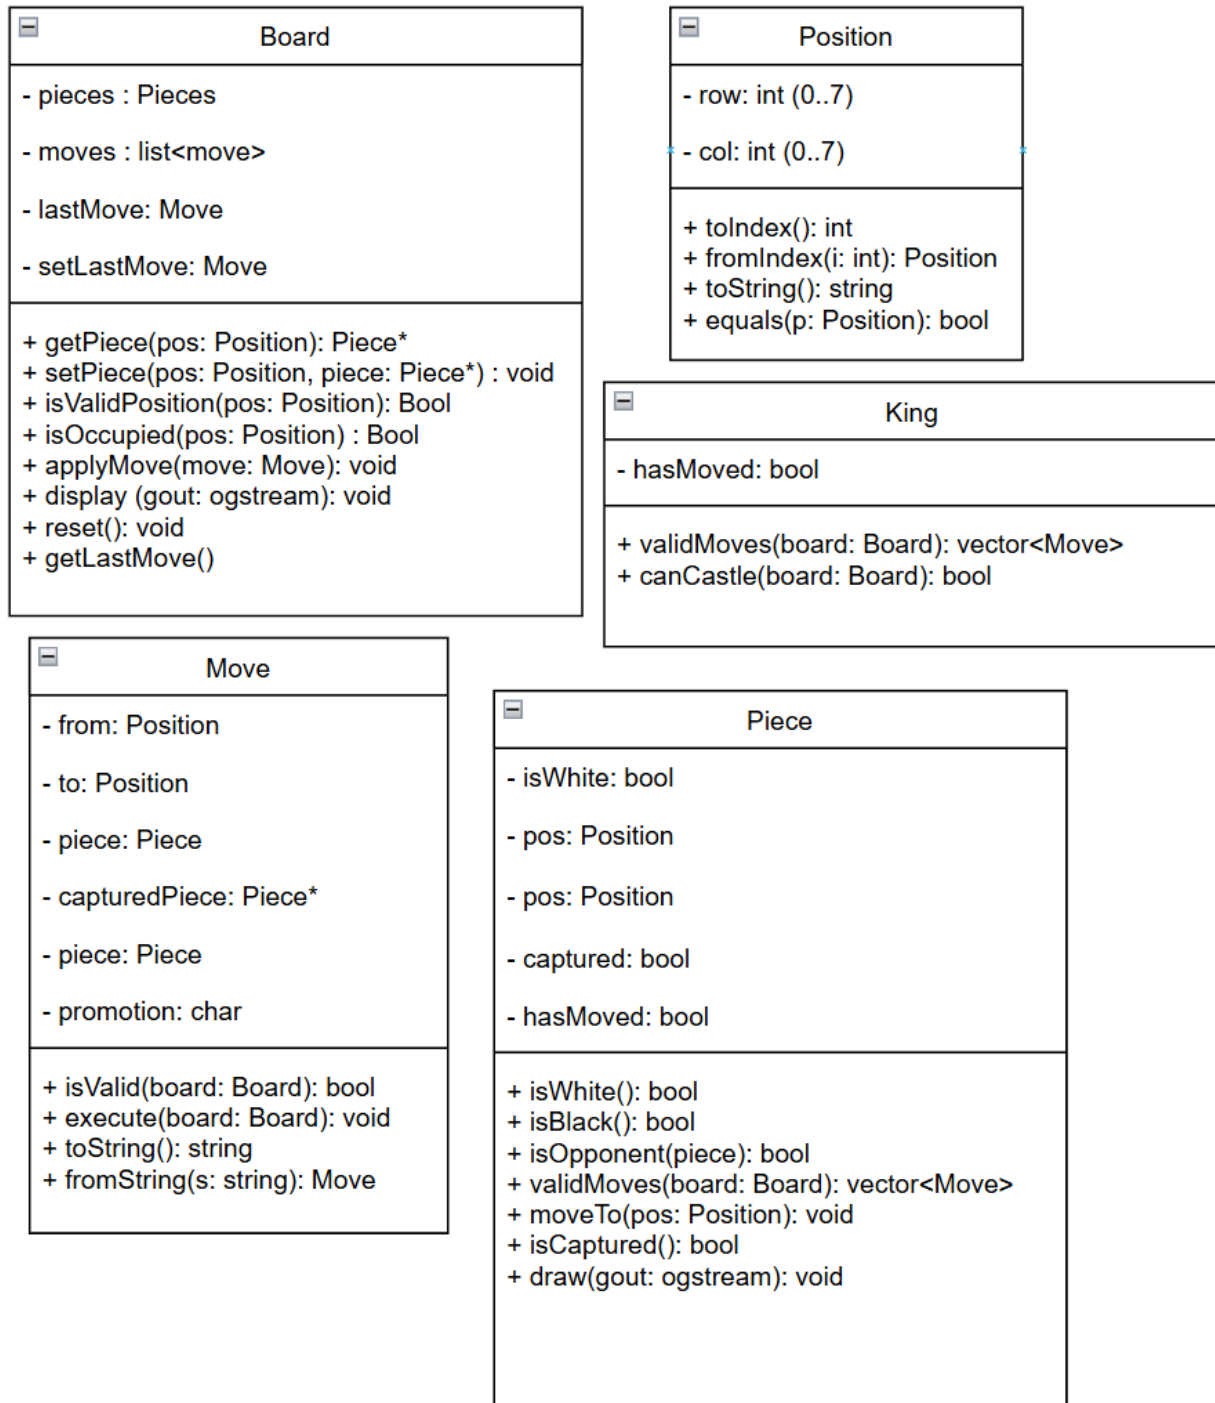 Board
- pieces : Pieces
- moves : list<move>
- lastMove: Move
- setLastMove: Move
+ getPiece(pos: Position): Piece*
+ setPiece(pos: Position, piece: Piece*) : void
+ isValidPosition(pos: Position): Bool
+ isOccupied(pos: Position) : Bool
+ applyMove(move: Move): void
+ display (gout: ogstream): void
+ reset(): void
+ getLastMove()
Position
- row: int (0..7)
- col: int (0..7)
+ toIndex(): int
+ fromIndex(i: int): Position
+ toString(): string
+ equals(p: Position): bool
King
- hasMoved: bool
+ validMoves(board: Board): vector<Move>
+ canCastle(board: Board): bool
Move
- from: Position
- to: Position
- piece: Piece
- capturedPiece: Piece*
- piece: Piece
- promotion: char
+ isValid(board: Board): bool
+ execute(board: Board): void
+ toString(): string
+ fromString(s: string): Move
Piece
- isWhite: bool
- pos: Position
- pos: Position
- captured: bool
- hasMoved: bool
+ isWhite(): bool
+ isBlack(): bool
+ isOpponent(piece): bool
+ validMoves(board: Board): vector<Move>
+ moveTo(pos: Position): void
+ isCaptured(): bool
+ draw(gout: ogstream): void